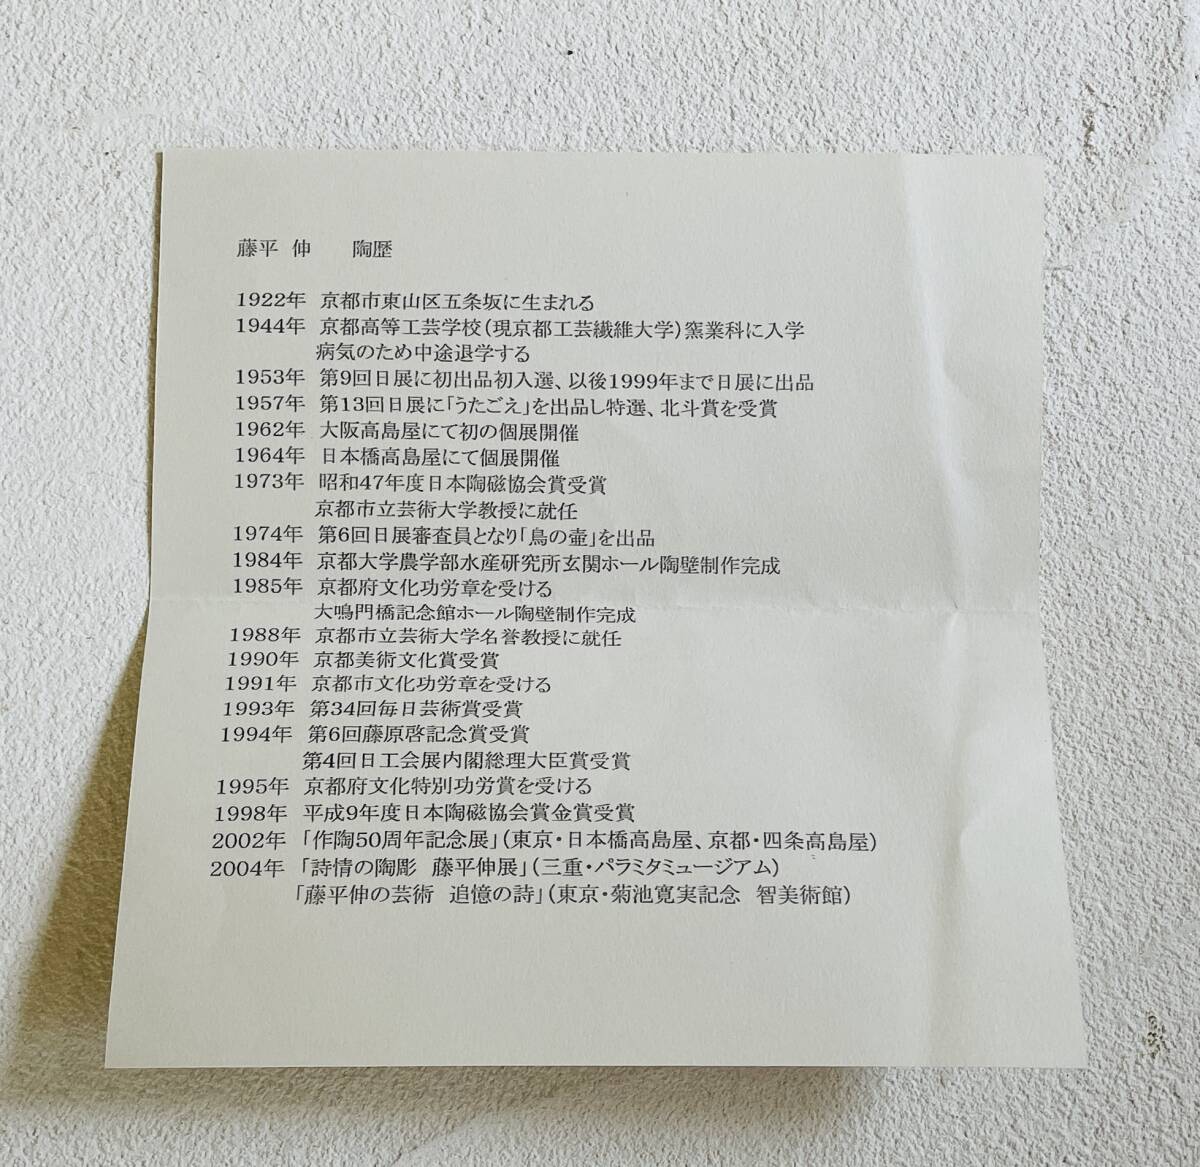 藤平 伸　陶歴
1922年 京都市東山区五条坂に生まれる
1944年 京都高等工芸学校（現京都工芸繊維大学）窯業科に入学
病気のため中途退学する
1953年 第9回日展に初出品初入選、以後1999年まで日展に出品
1957年 第13回日展に「うたごえ」を出品し特選、北斗賞を受賞
1962年 大阪高島屋にて初の個展開催
1964年 日本橋高島屋にて個展開催
1973年 昭和47年度日本陶磁協会賞受賞
京都市立芸術大学教授に就任
1974年 第6回日展審査員となり「鳥の壷」を出品
1984年 京都大学農学部水産研究所玄関ホール陶壁制作完成
1985年 京都府文化功労章を受ける
大鳴門橋記念館ホール陶壁制作完成
1988年 京都市立芸術大学名誉教授に就任
1990年 京都美術文化賞受賞
1991年 京都市文化功労章を受ける
1993年 第34回毎日芸術賞受賞
1994年 第6回藤原啓記念賞受賞
第4回日工会展内閣総理大臣賞受賞
1995年 京都府文化特別功労賞を受ける
1998年 平成9年度日本陶磁協会賞金賞受賞
2002年 「作陶50周年記念展」（東京・日本橋高島屋、京都・四条高島屋）
2004年 「詩情の陶彫　藤平伸展」（三重・パラミタミュージアム）
「藤平伸の芸術　追憶の詩」（東京・菊池寛実記念　智美術館）